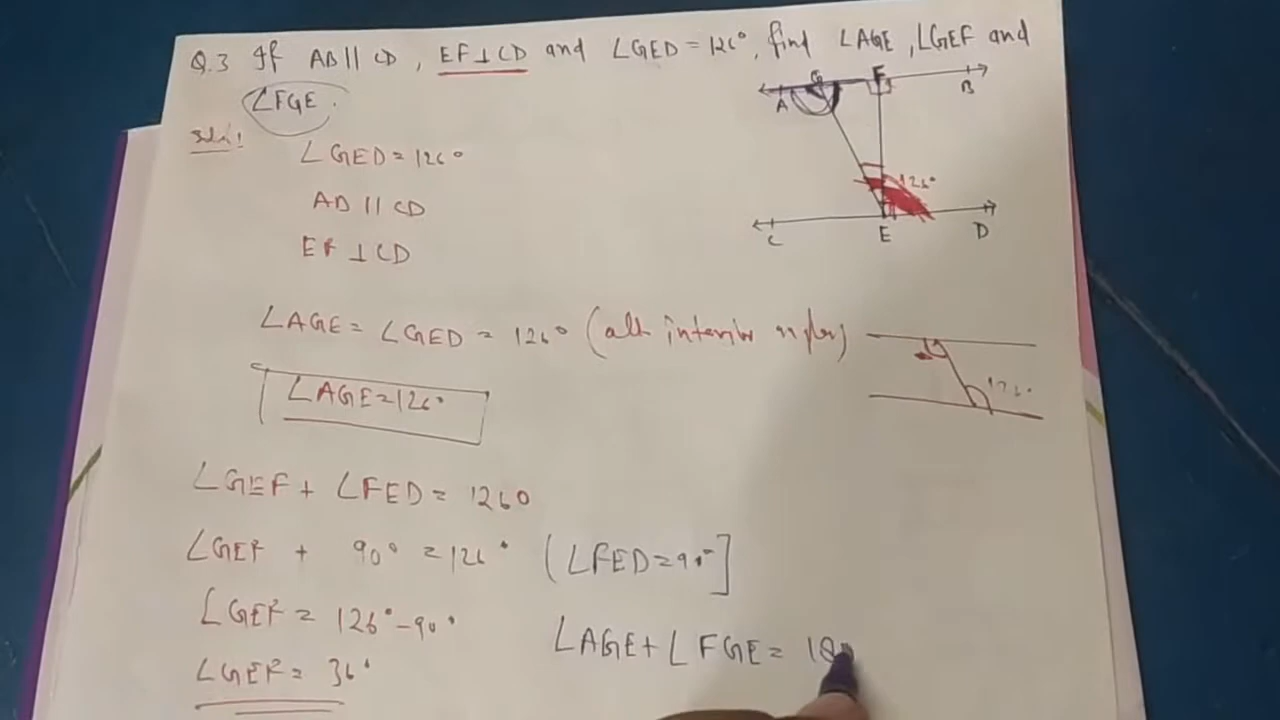 Q.3 If AB || CD, EF ⊥ CD and ∠GED = 126°, find ∠AGE, ∠GEF and
∠FGE.
Soln:
∠GED = 126°
AB || CD
EF ⊥ CD
A G F B
126°
C E D
∠AGE = ∠GED = 126° (alt interior angles)
126°
∠AGE = 126°
∠GEF + ∠FED = 1260
∠GEF + 90° = 126° (∠FED = 90°]
∠GEF = 126° - 90°
∠AGE + ∠FGE = 18
∠GEF = 36°